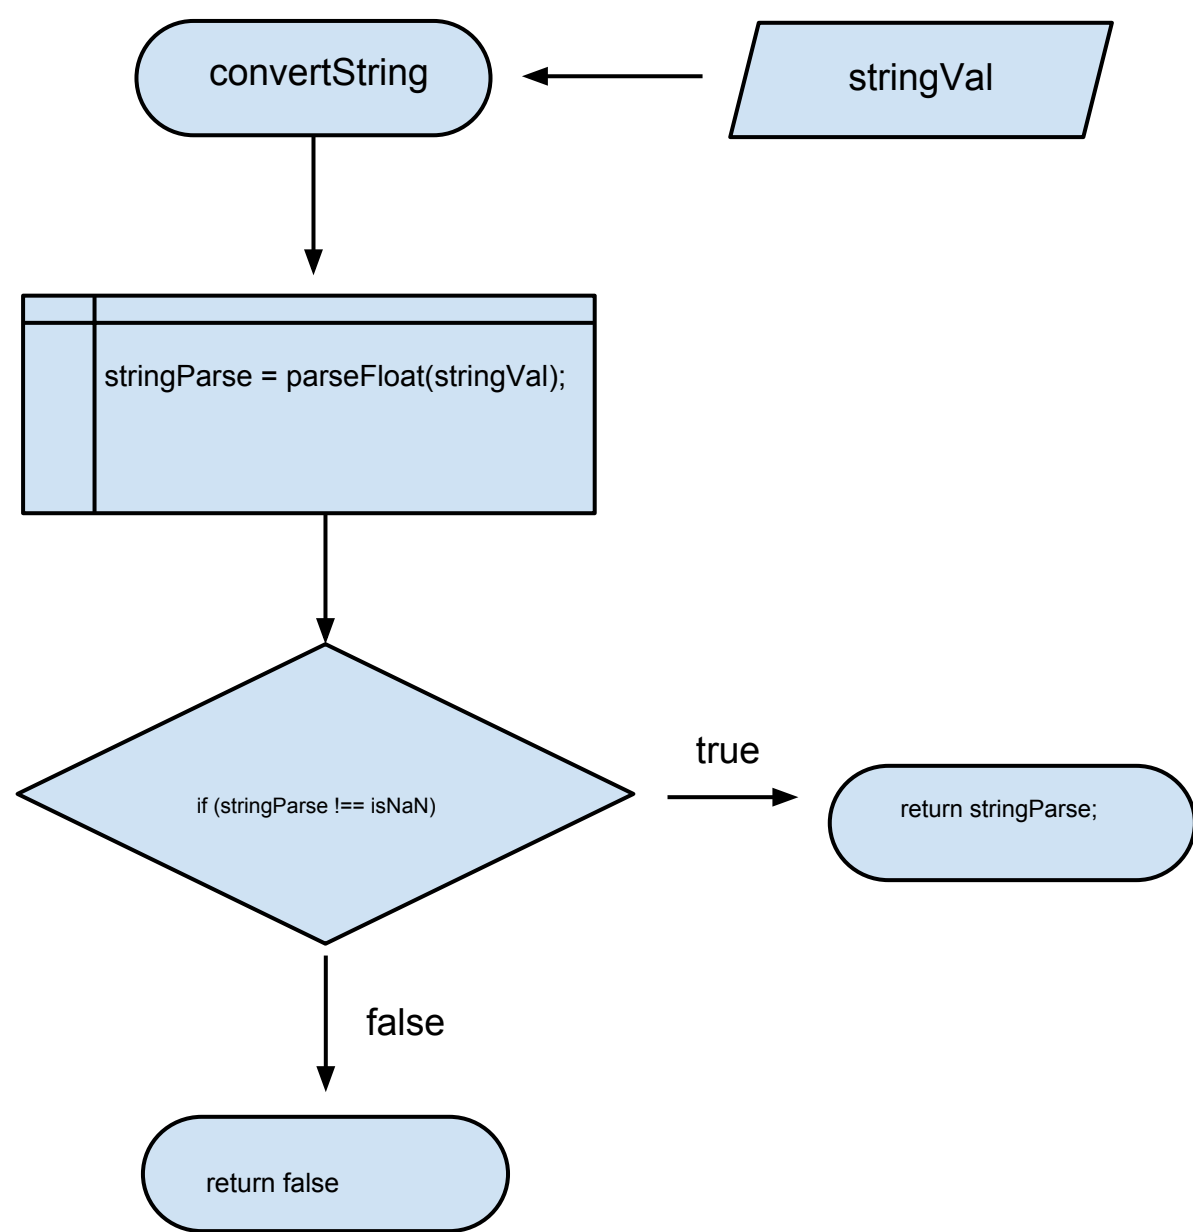 convertString
stringVal
stringParse = parseFloat(stringVal);
if (stringParse !== isNaN)
true
return stringParse;
false
return false